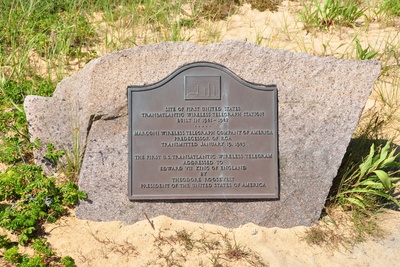 SITE OF FIRST UNITED STATES
TRANSATLANTIC WIRELESS TELEGRAPH STATION
BUILT IN 1901 - 1902
BY
MARCONI WIRELESS TELEGRAPH COMPANY OF AMERICA
PREDECESSOR OF RCA
TRANSMITTED JANUARY 19, 1903
THE FIRST U.S. TRANSATLANTIC WIRELESS TELEGRAM
ADDRESSED TO
EDWARD VII KING OF ENGLAND
BY
THEODORE ROOSEVELT
PRESIDENT OF THE UNITED STATES OF AMERICA